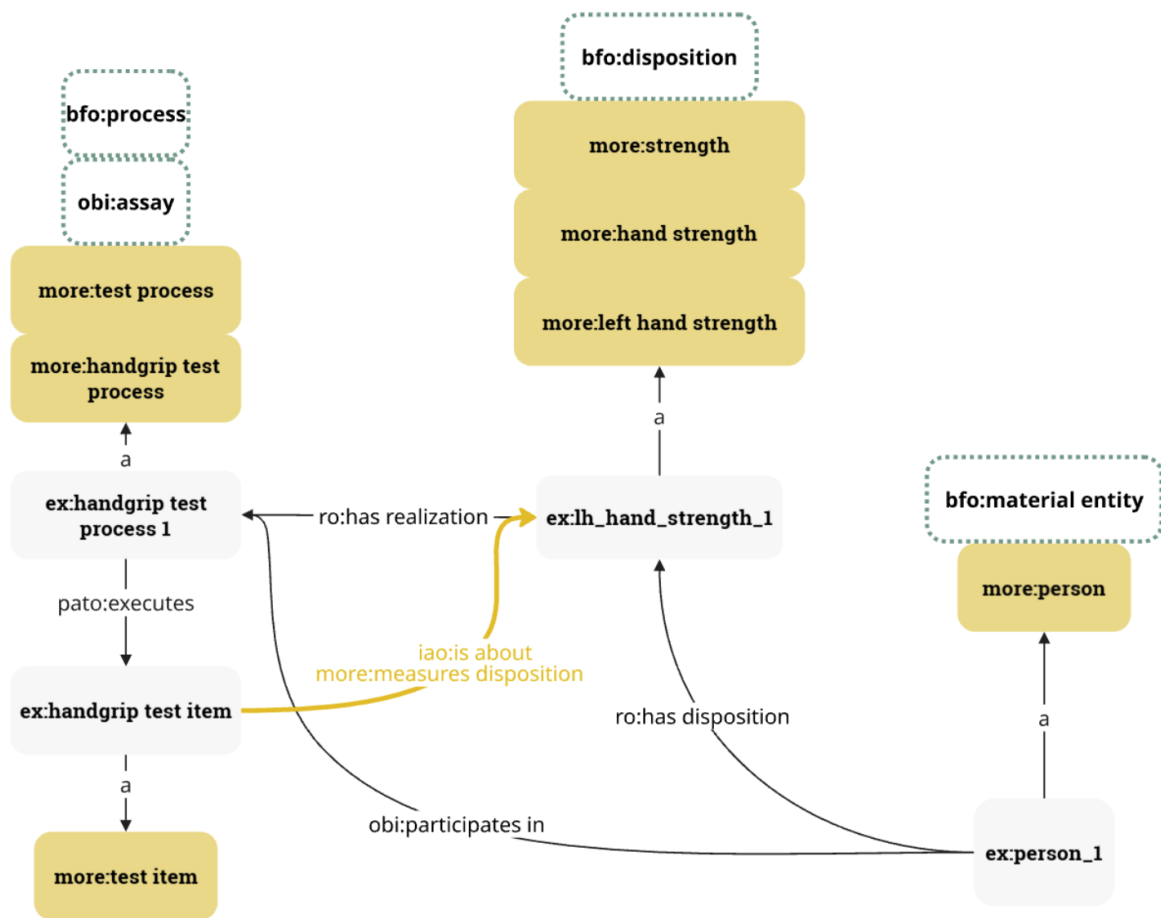 bfo:disposition
bfo:process
more:strength
obi:assay
more:hand strength
more:test process
more:left hand strength
more:handgrip test
process
a
a
ex:handgrip test
process 1
ro:has realization
ex:lh_hand_strength_1
bfo:material entity
more:person
pato:executes
iao:is about
more:measures disposition
ex:handgrip test item
ro:has disposition
a
a
obi:participates in
ex:person_1
more:test item